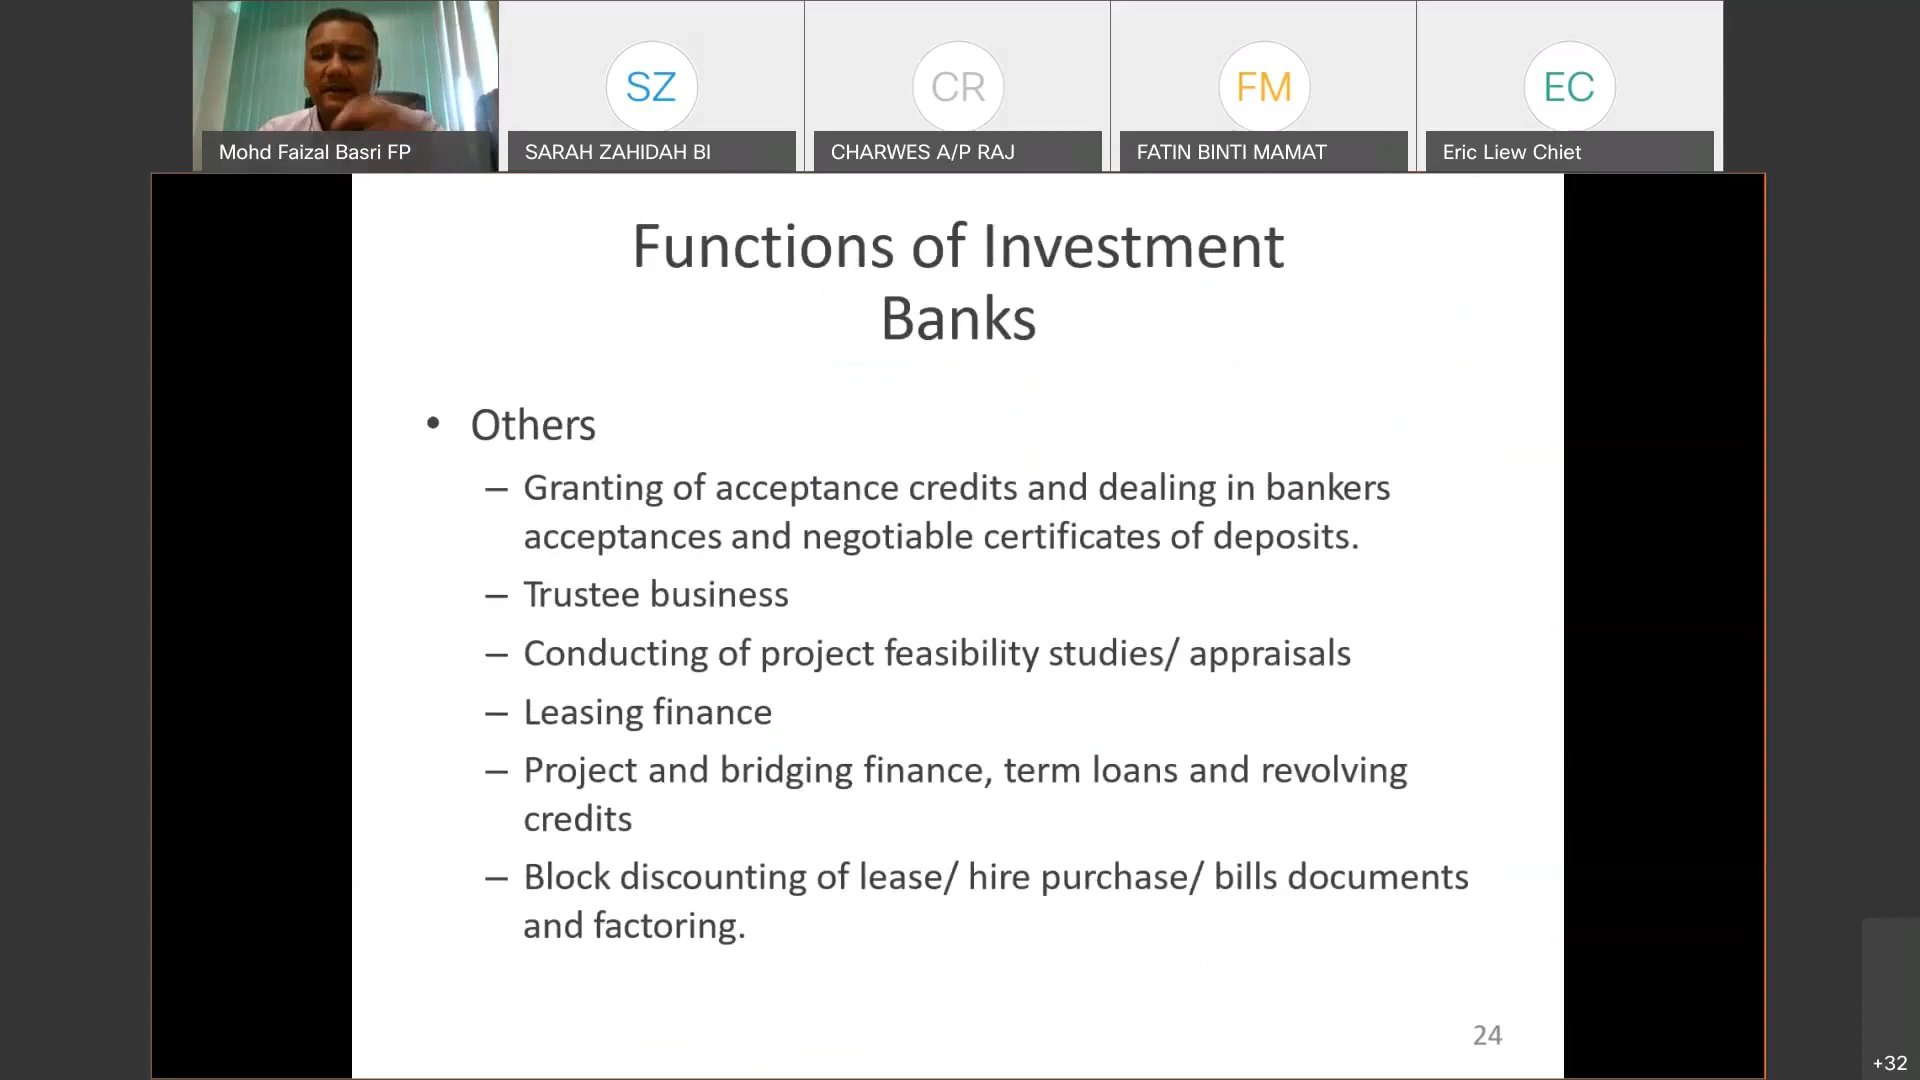 SZ
CR
FM
EC
Mohd Faizal Basri FP
SARAH ZAHIDAH BI
CHARWES A/P RAJ
FATIN BINTI MAMAT
Eric Liew Chiet
Functions of Investment
Banks
• Others
– Granting of acceptance credits and dealing in bankers
acceptances and negotiable certificates of deposits.
– Trustee business
– Conducting of project feasibility studies/ appraisals
– Leasing finance
– Project and bridging finance, term loans and revolving
credits
– Block discounting of lease/ hire purchase/ bills documents
and factoring.
24
+32